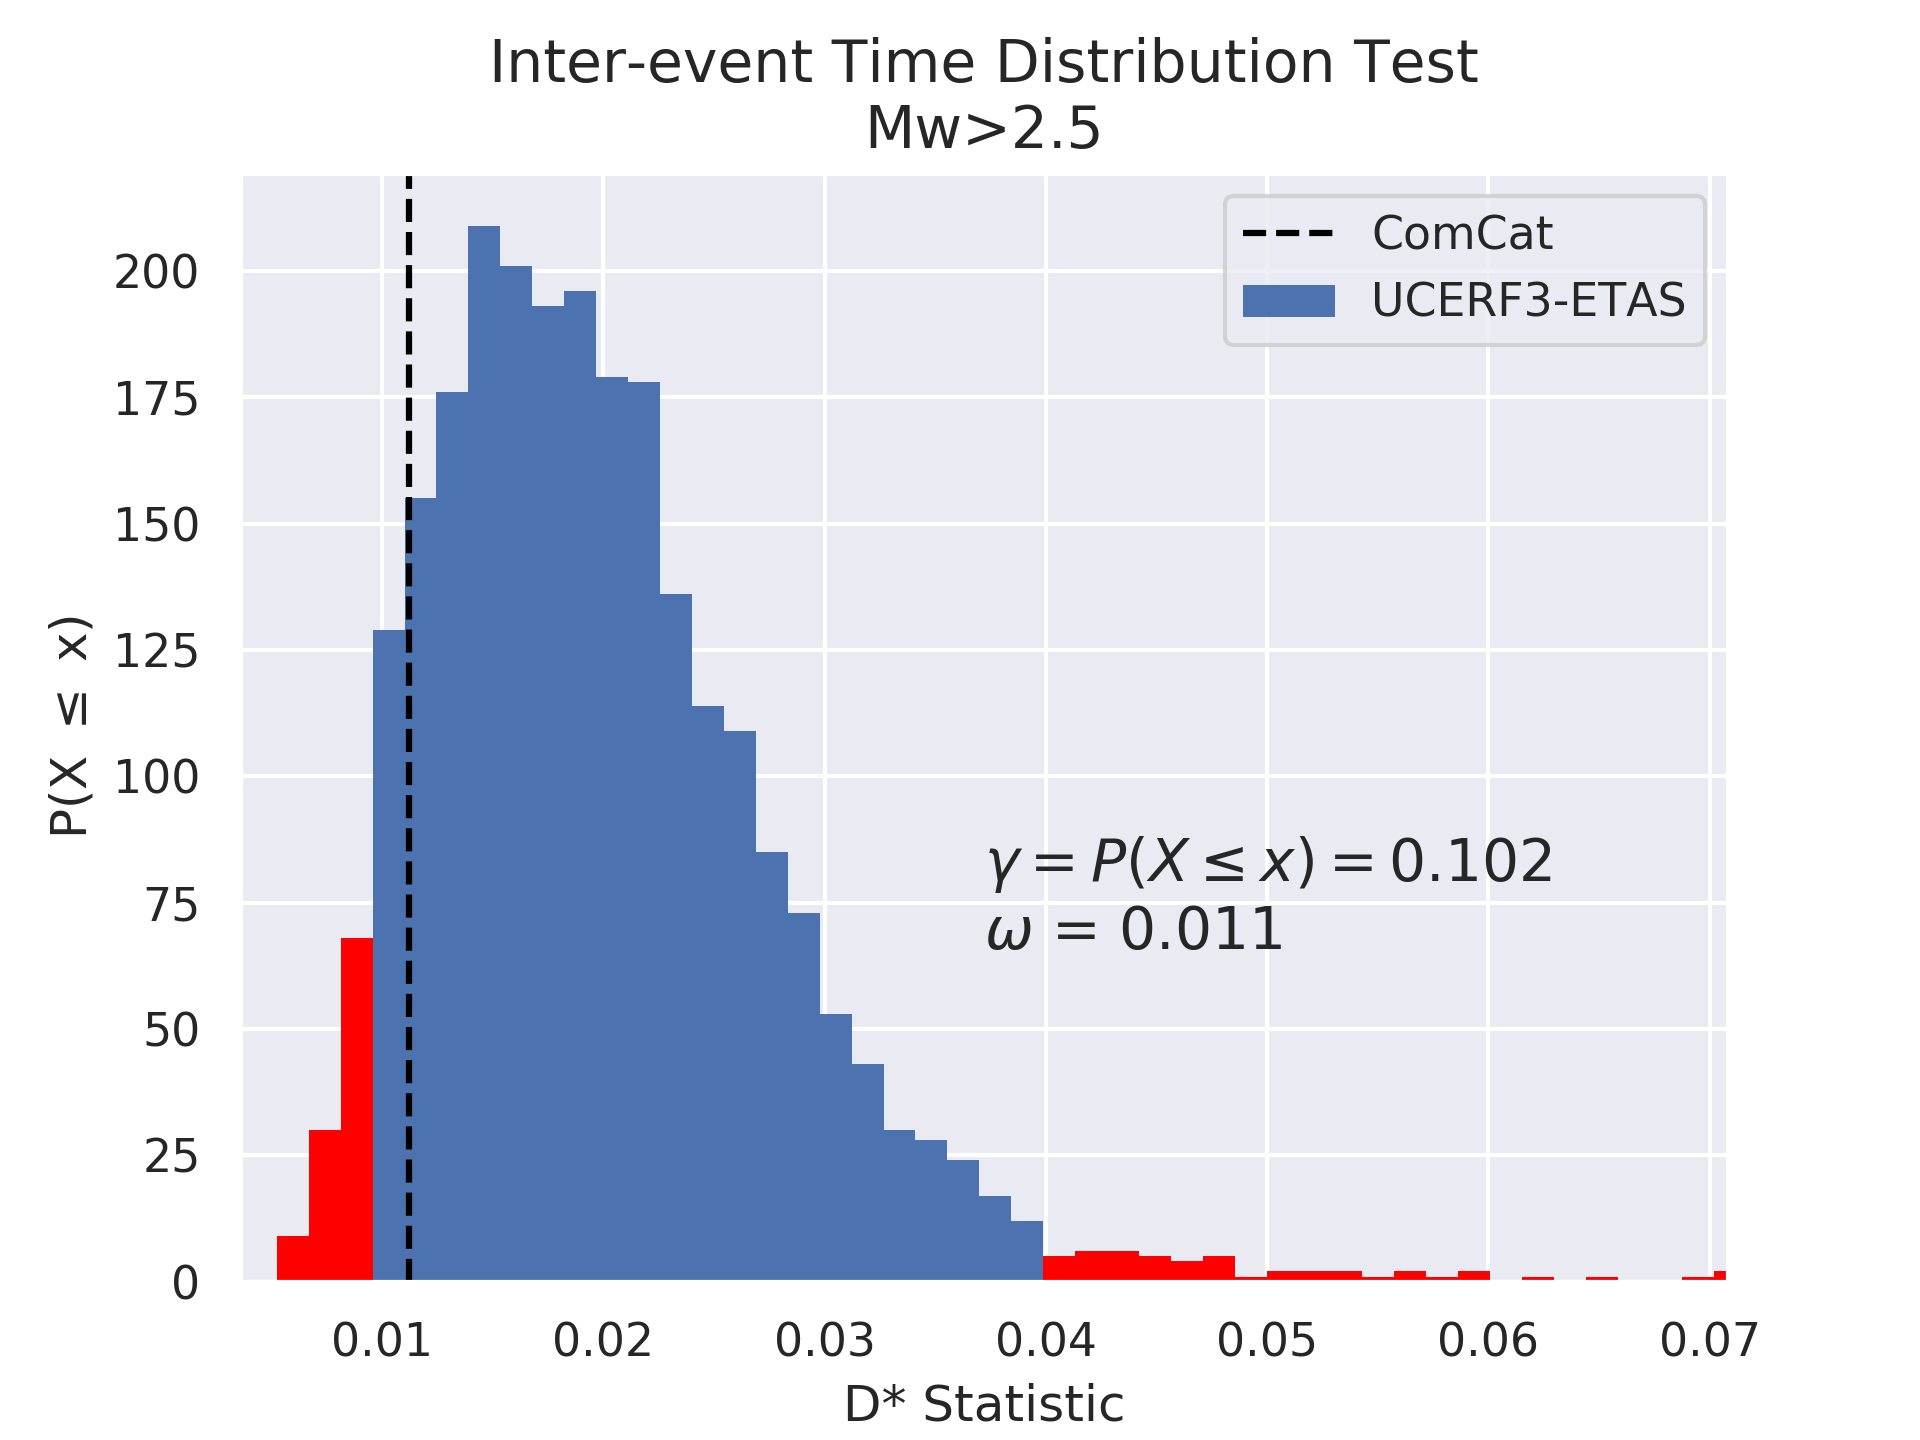 Inter-event Time Distribution Test
Mw>2.5
ComCat
UCERF3-ETAS
P(X ≤ x)
200
175
150
125
100
75
50
25
0
γ = P(X ≤ x) = 0.102
ω = 0.011
0.01 0.02 0.03 0.04 0.05 0.06 0.07
D* Statistic